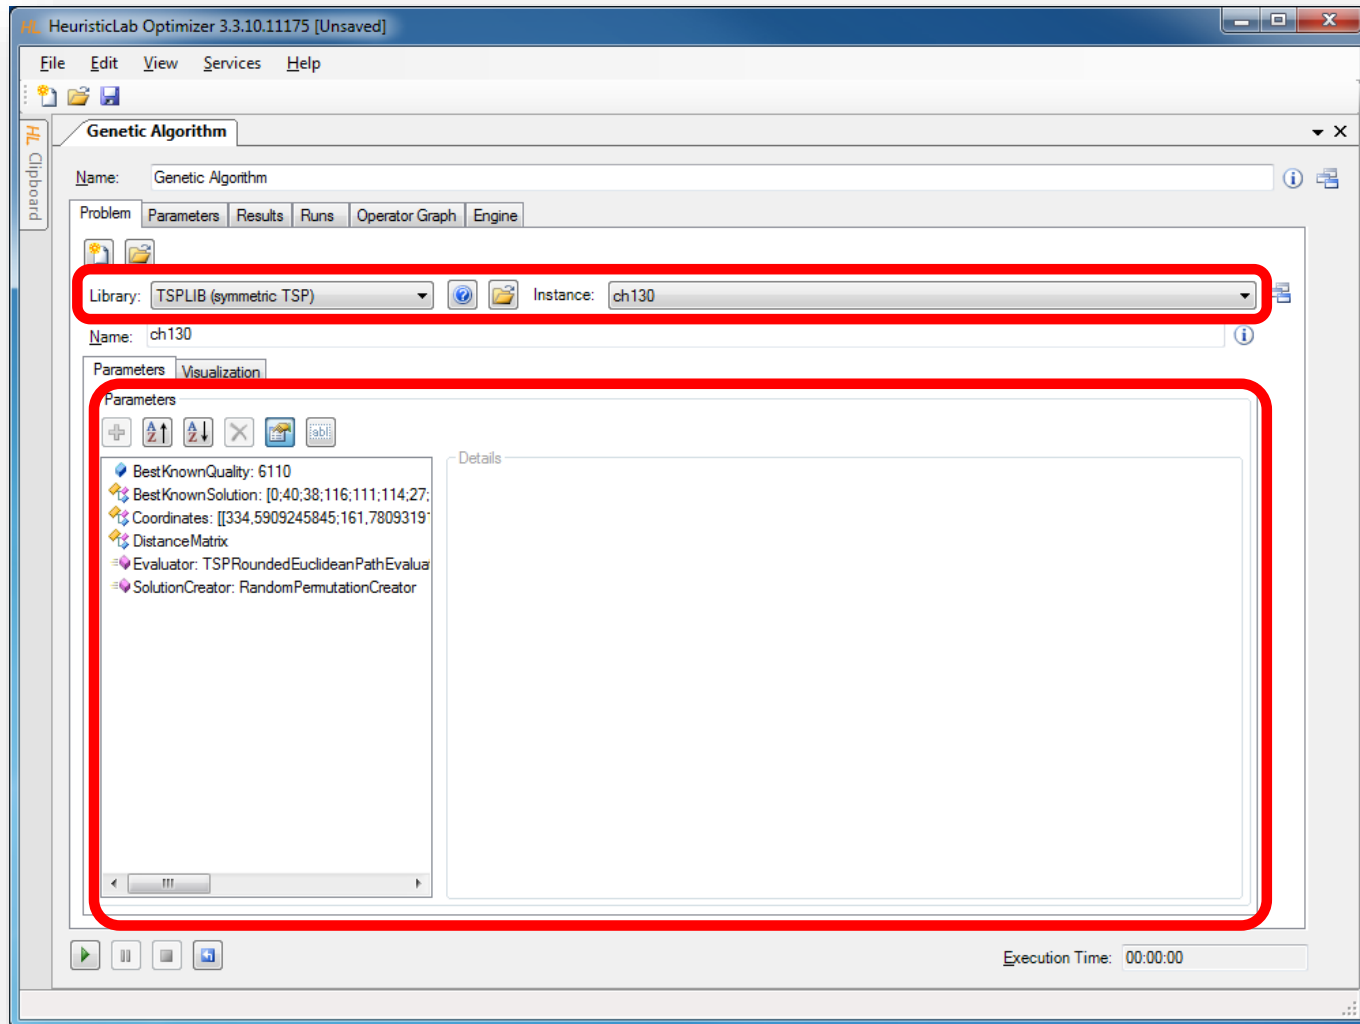 HL HeuristicLab Optimizer 3.3.10.11175 [Unsaved]
File Edit View Services Help
HL Clipboard
Genetic Algorithm
Name: Genetic Algorithm
Problem Parameters Results Runs Operator Graph Engine
Library: TSPLIB (symmetric TSP) Instance: ch130
Name: ch130
Parameters Visualization
Parameters
Details
BestKnownQuality: 6110
BestKnownSolution: [0;40;38;116;111;114;27;
Coordinates: [[334,5909245845;161,7809319
DistanceMatrix
Evaluator: TSPRoundedEuclideanPathEvalua
SolutionCreator: RandomPermutationCreator
Execution Time: 00:00:00